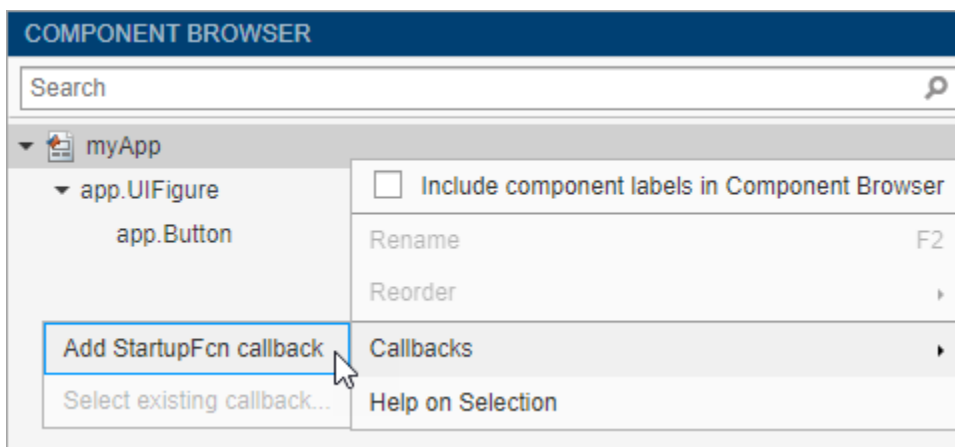 COMPONENT BROWSER
Search
myApp
app.UIFigure
app.Button
Include component labels in Component Browser
Rename F2
Reorder
Callbacks
Add StartupFcn callback
Select existing callback...
Help on Selection